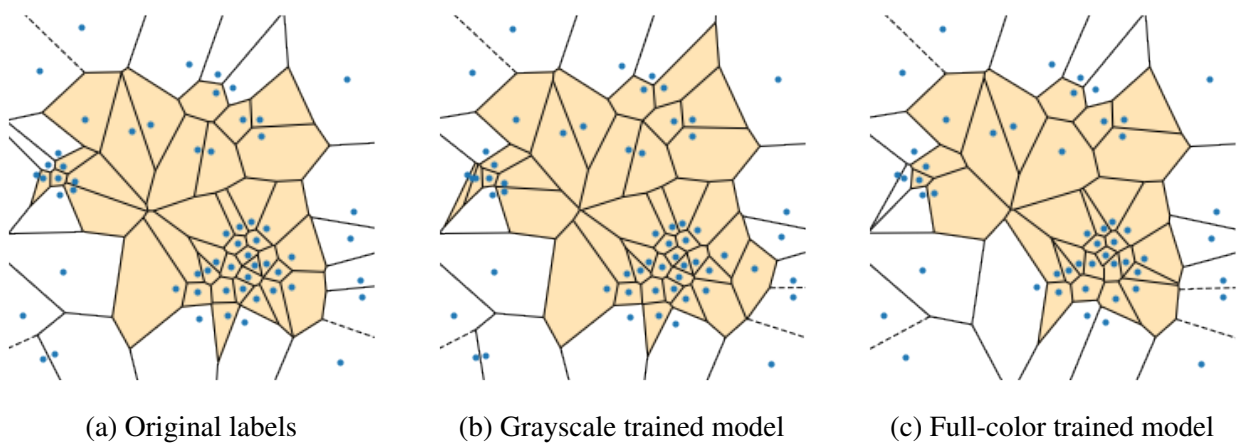 (a) Original labels
(b) Grayscale trained model
(c) Full-color trained model